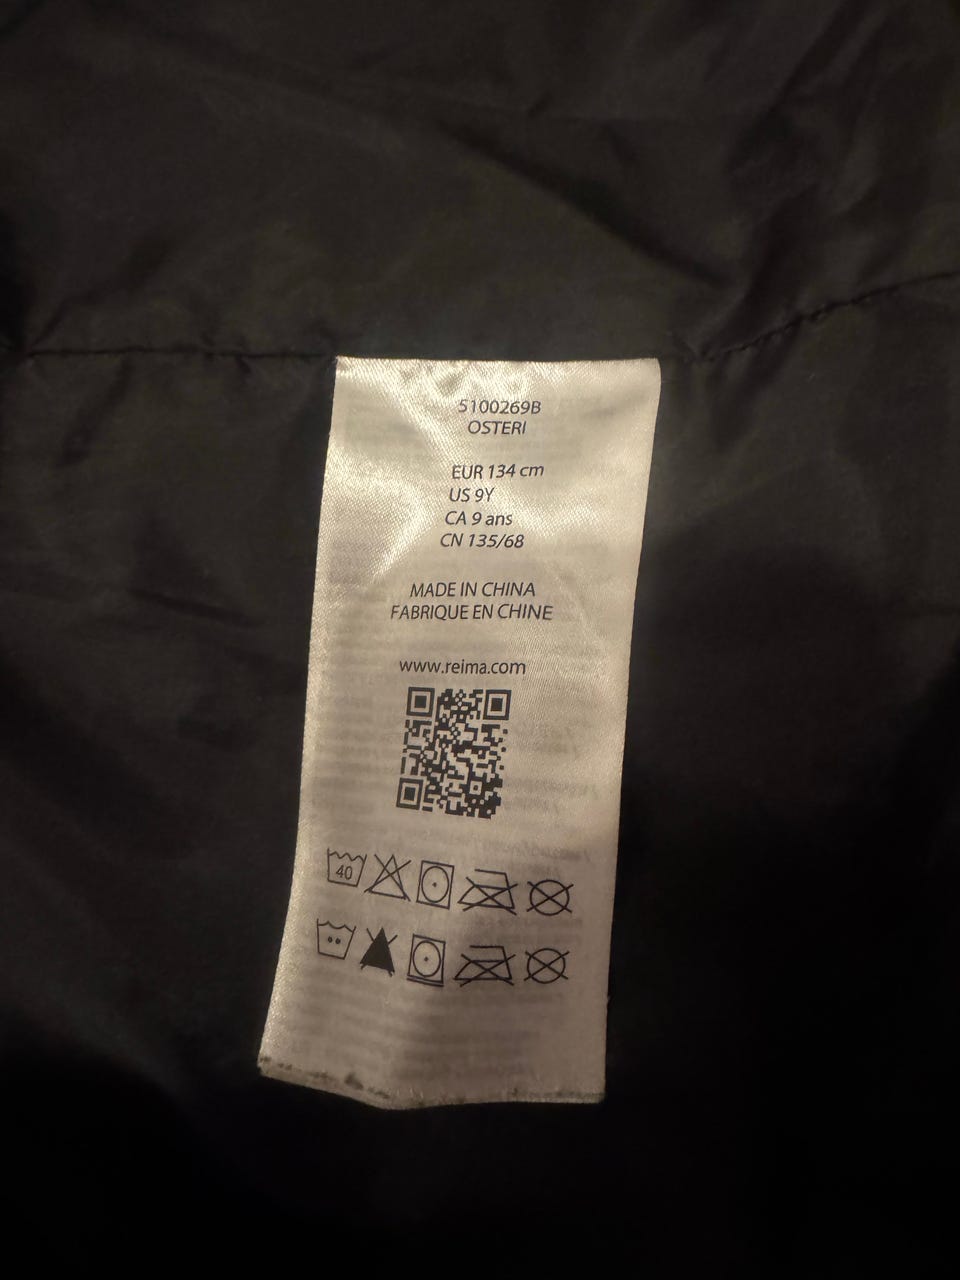 5100269B
OSTERI
EUR 134 cm
US 9Y
CA 9 ans
CN 135/68
MADE IN CHINA
FABRIQUE EN CHINE
www.reima.com
40